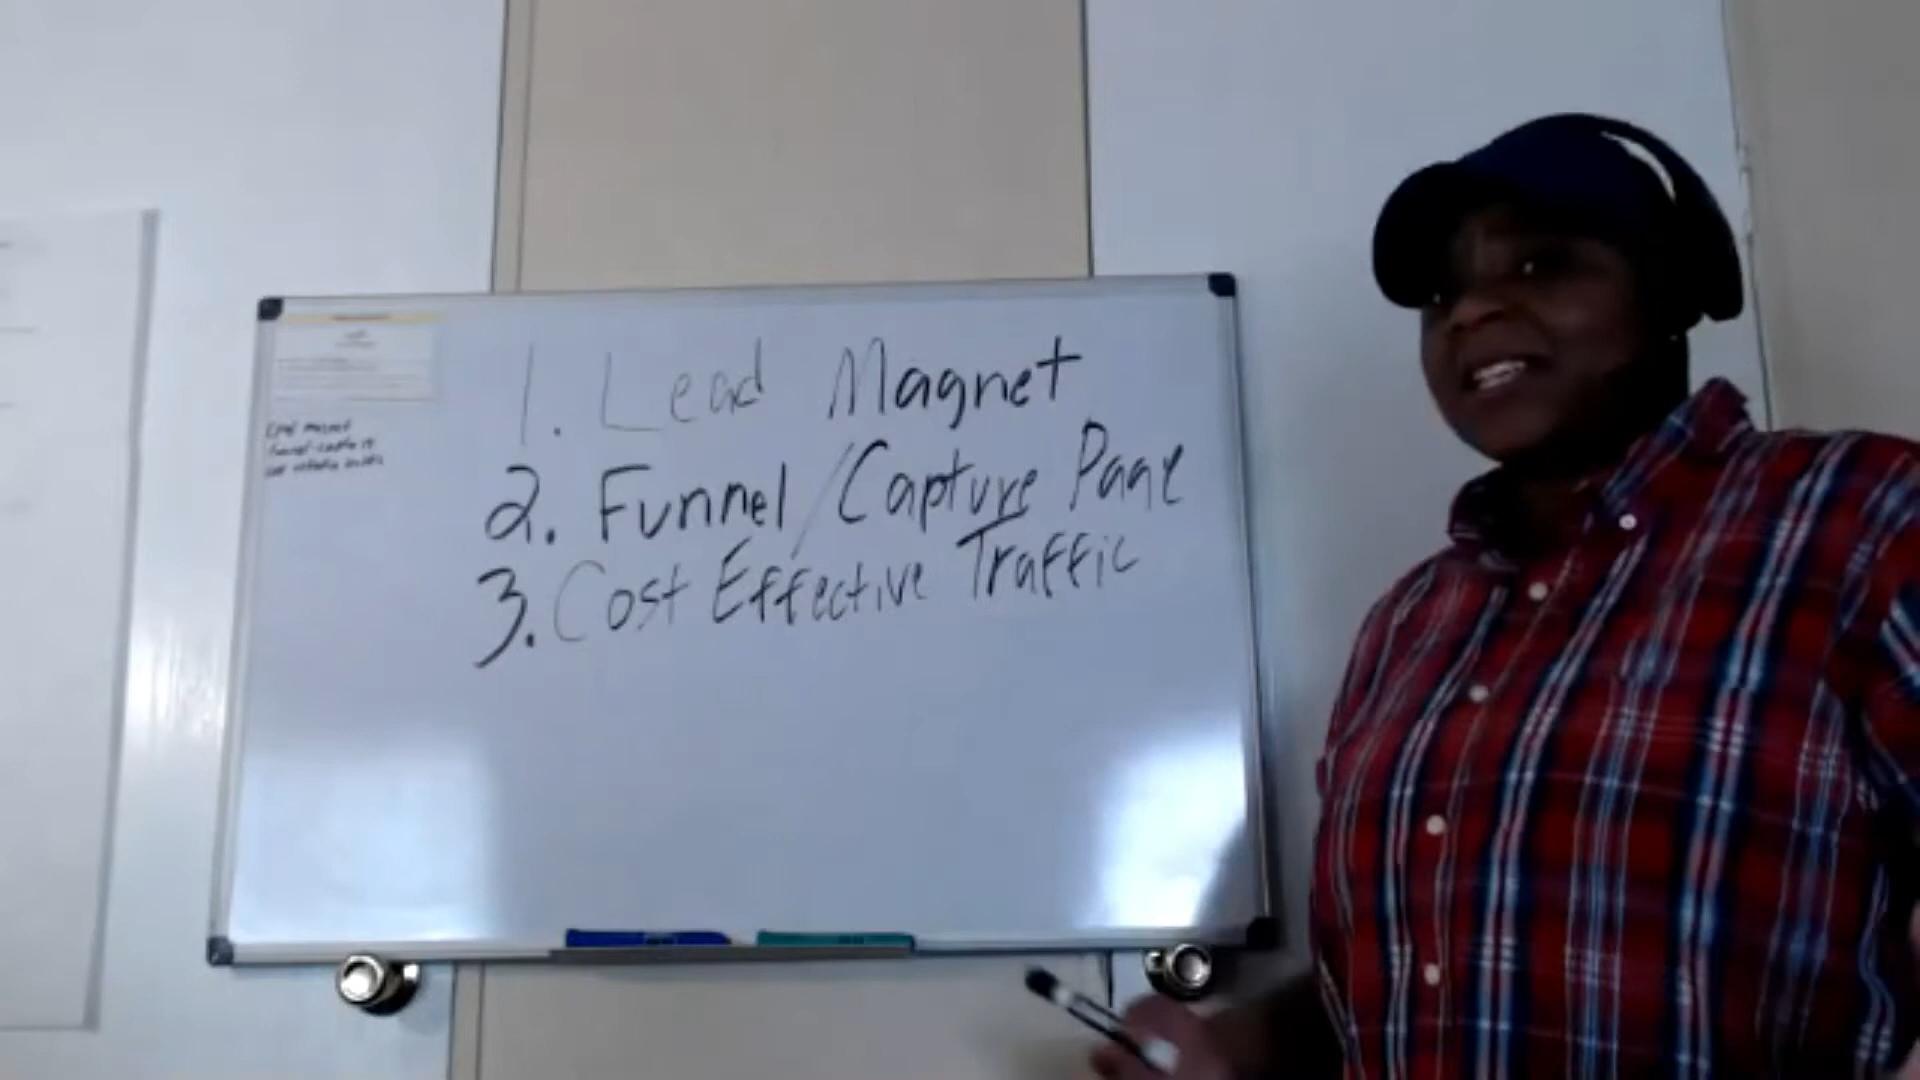 1. Lead Magnet
2. Funnel/Capture Page
3. Cost Effective Traffic